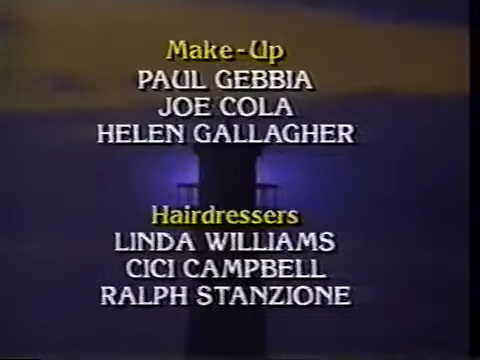 Make-Up
PAUL GEBBIA
JOE COLA
HELEN GALLAGHER
Hairdressers
LINDA WILLIAMS
CICI CAMPBELL
RALPH STANZIONE